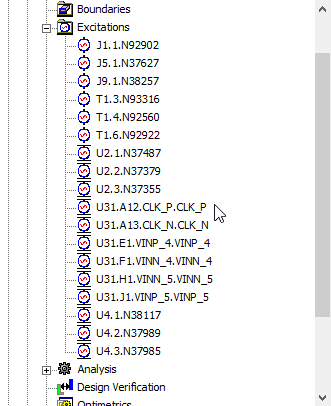 Boundaries
Excitations
J1.1.N92902
J5.1.N37627
J9.1.N38257
T1.3.N93316
T1.4.N92560
T1.6.N92922
U2.1.N37487
U2.2.N37379
U2.3.N37355
U31.A12.CLK_P.CLK_P
U31.A13.CLK_N.CLK_N
U31.E1.VINP_4.VINP_4
U31.F1.VINN_4.VINN_4
U31.H1.VINN_5.VINN_5
U31.J1.VINP_5.VINP_5
U4.1.N38117
U4.2.N37989
U4.3.N37985
Analysis
Design Verification
Optimetrics